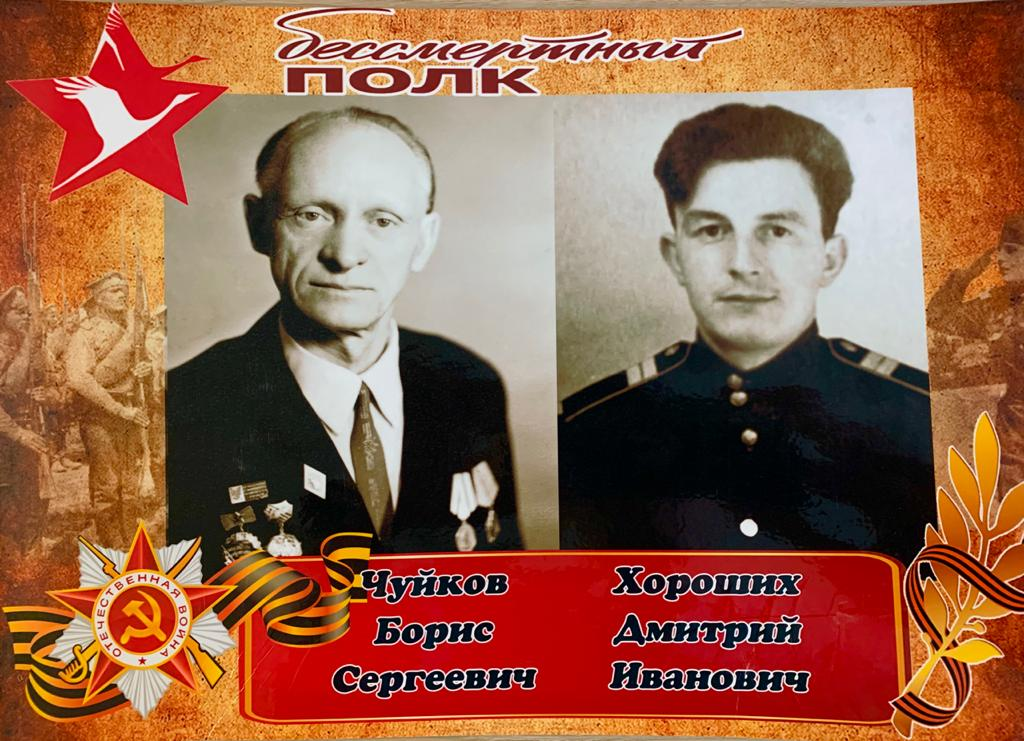 бессмертный
ПОЛК
ОТЕЧЕСТВЕННАЯ ВОЙНА
Чуйков
Борис
Сергеевич
Хороших
Дмитрий
Иванович